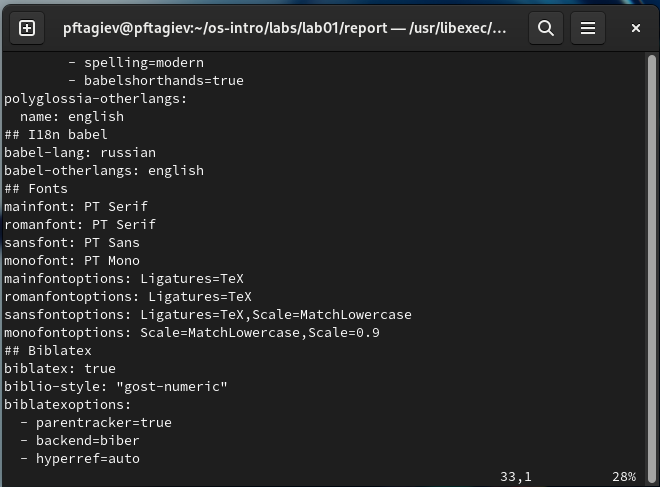 pftagiev@pftagiev:~/os-intro/labs/lab01/report — /usr/libexec/...
        - spelling=modern
        - babelshorthands=true
polyglossia-otherlangs:
  name: english
## I18n babel
babel-lang: russian
babel-otherlangs: english
## Fonts
mainfont: PT Serif
romanfont: PT Serif
sansfont: PT Sans
monofont: PT Mono
mainfontoptions: Ligatures=TeX
romanfontoptions: Ligatures=TeX
sansfontoptions: Ligatures=TeX,Scale=MatchLowercase
monofontoptions: Scale=MatchLowercase,Scale=0.9
## Biblatex
biblatex: true
biblio-style: "gost-numeric"
biblatexoptions:
  - parentracker=true
  - backend=biber
  - hyperref=auto
33,1 28%